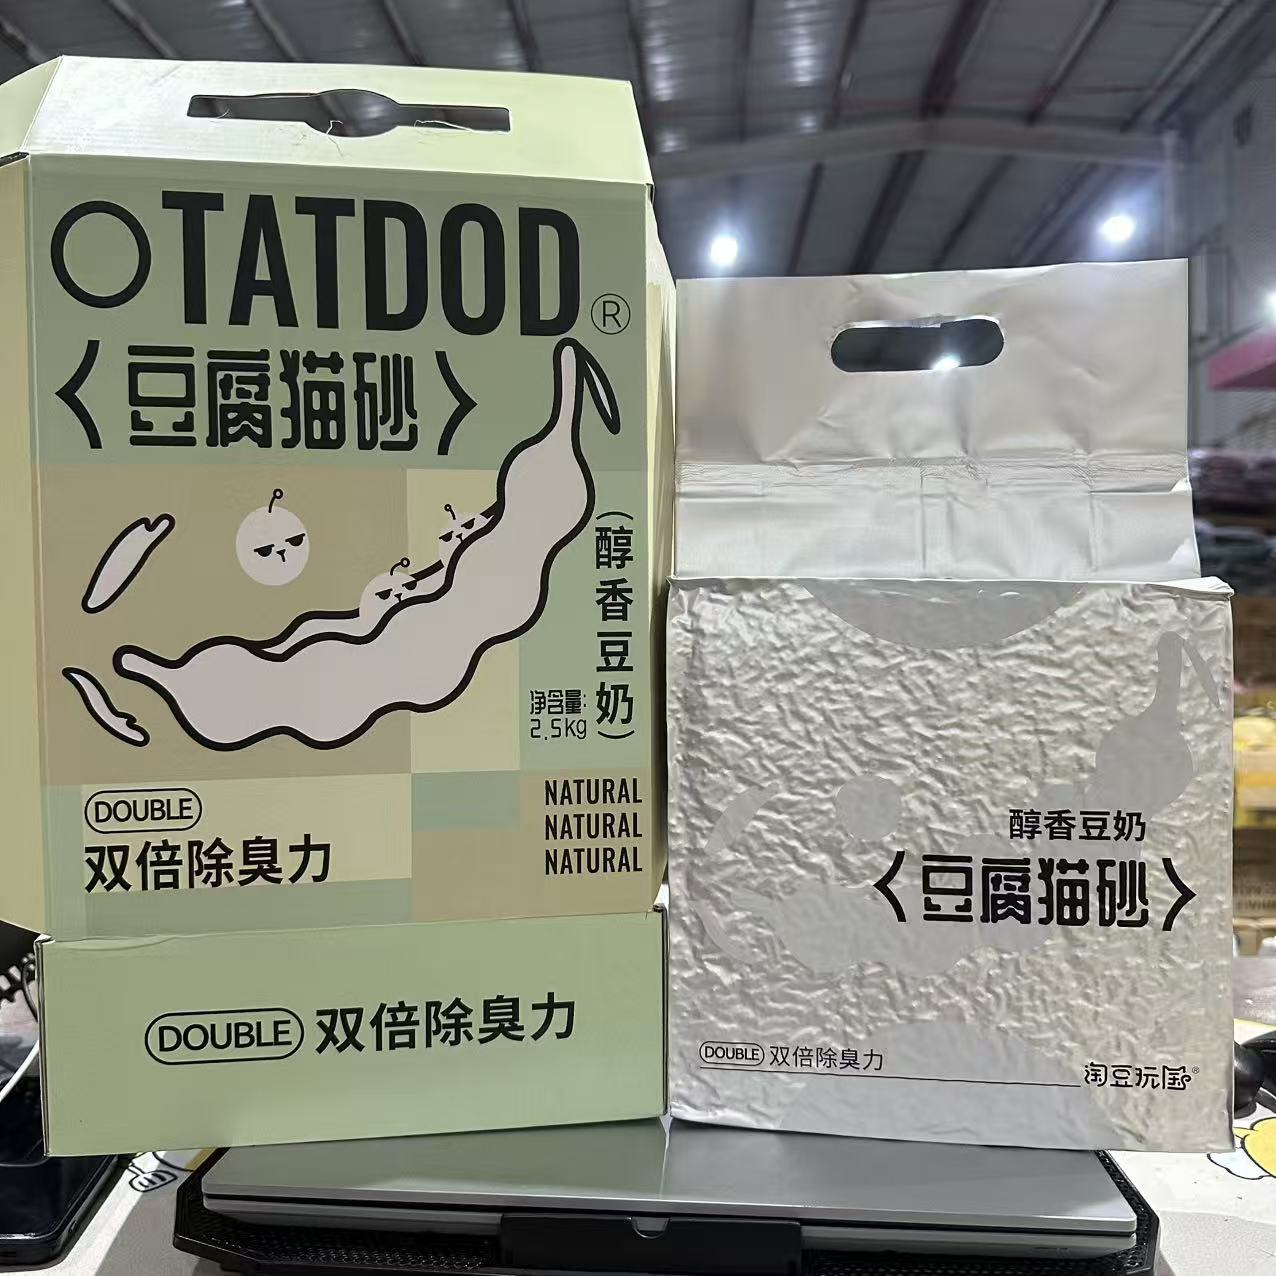 OTATDOD®
〈豆腐猫砂〉
(醇香豆奶)
净含量:
2.5kg
DOUBLE
双倍除臭力
NATURAL
NATURAL
NATURAL
DOUBLE 双倍除臭力
醇香豆奶
〈豆腐猫砂〉
DOUBLE 双倍除臭力
淘豆玩国®